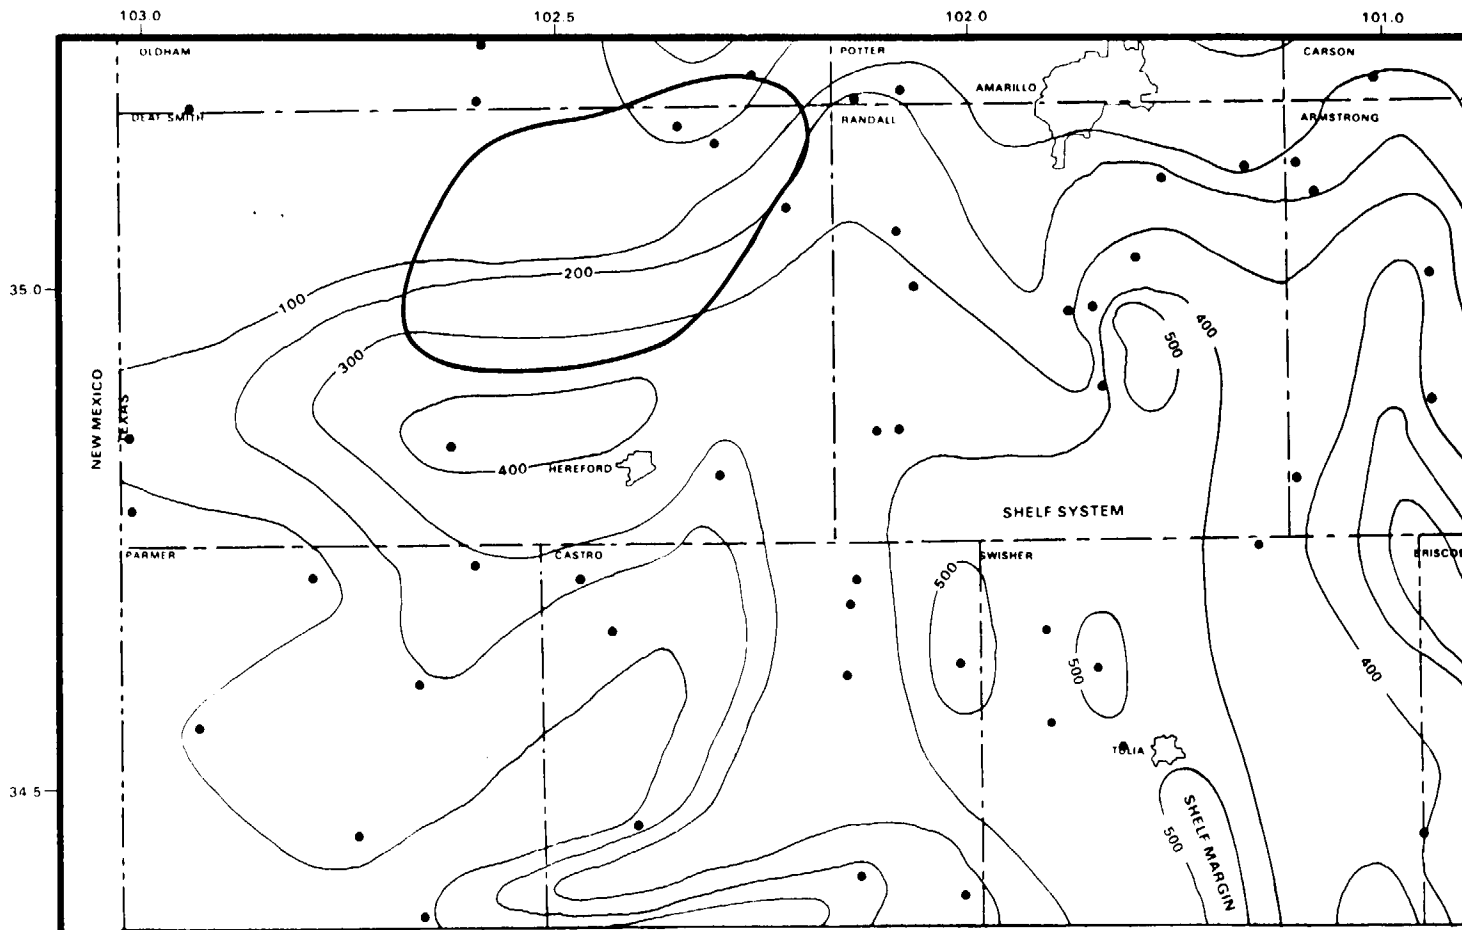 103.0 102.5 102.0 101.0
OLDHAM POTTER CARSON
AMARILLO
DEAF SMITH RANDALL ARMSTRONG
200
35.0
100
400
500
300
NEW MEXICO
TEXAS
400 HEREFORD
SHELF SYSTEM
PARMER CASTRO SWISHER BRISCOE
500
400
500
TULIA
34.5
SHELF MARGIN
500